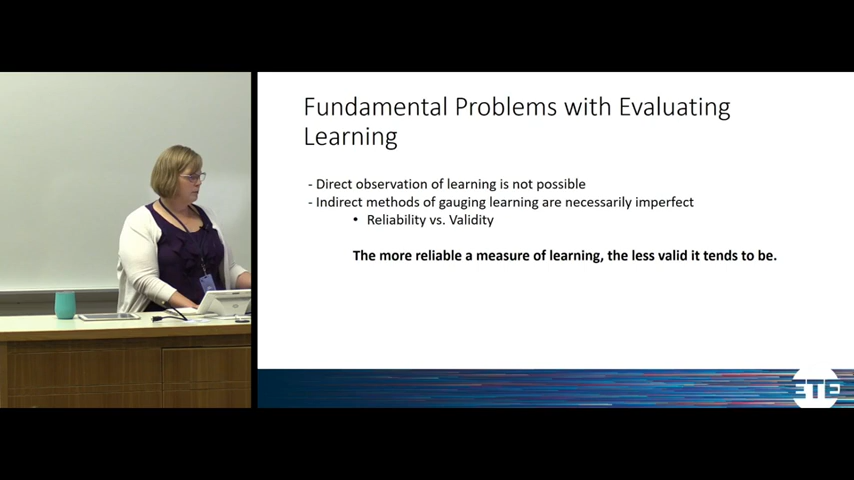 Fundamental Problems with Evaluating
Learning
- Direct observation of learning is not possible
- Indirect methods of gauging learning are necessarily imperfect
• Reliability vs. Validity
The more reliable a measure of learning, the less valid it tends to be.
ETE